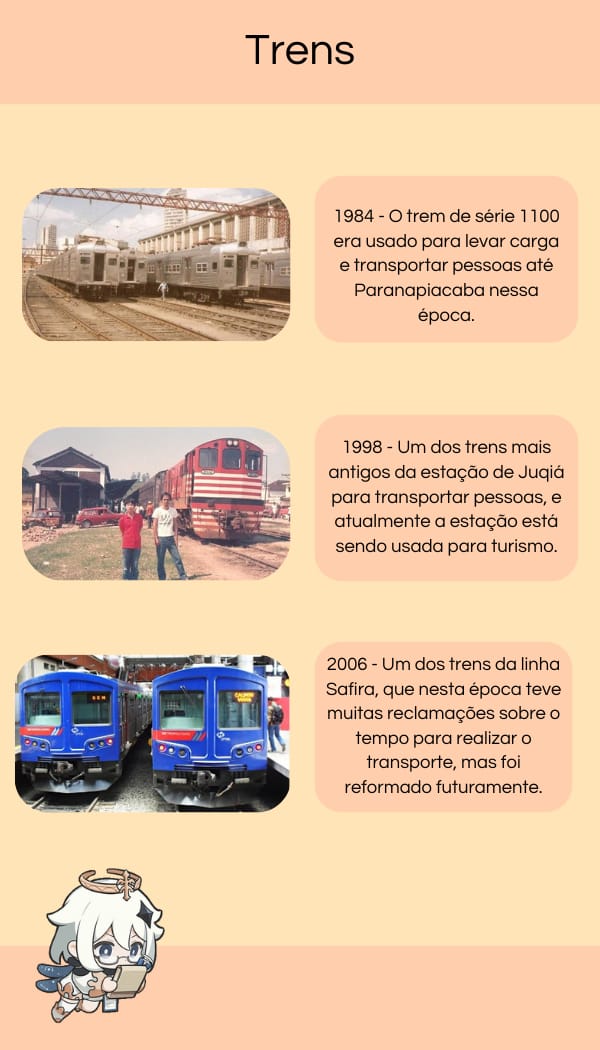 Trens
1984 - O trem de série 1100
era usado para levar carga
e transportar pessoas até
Paranapiacaba nessa
época.
1998 - Um dos trens mais
antigos da estação de Juqiá
para transportar pessoas, e
atualmente a estação está
sendo usada para turismo.
2006 - Um dos trens da linha
Safira, que nesta época teve
muitas reclamações sobre o
tempo para realizar o
transporte, mas foi
reformado futuramente.